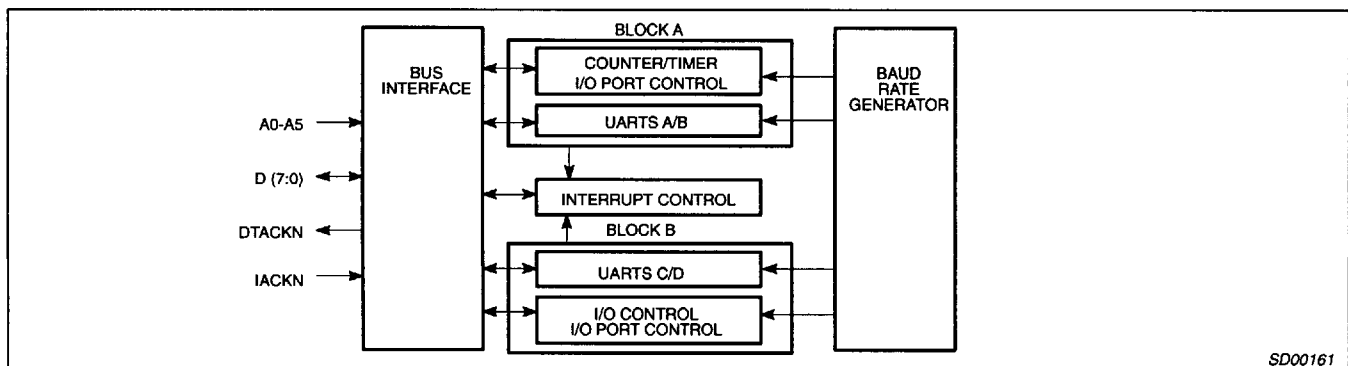 BLOCK A
BUS
INTERFACE
COUNTER/TIMER
I/O PORT CONTROL
BAUD
RATE
GENERATOR
A0-A5
UARTS A/B
D (7:0)
INTERRUPT CONTROL
DTACKN
BLOCK B
IACKN
UARTS C/D
I/O CONTROL
I/O PORT CONTROL
SD00161